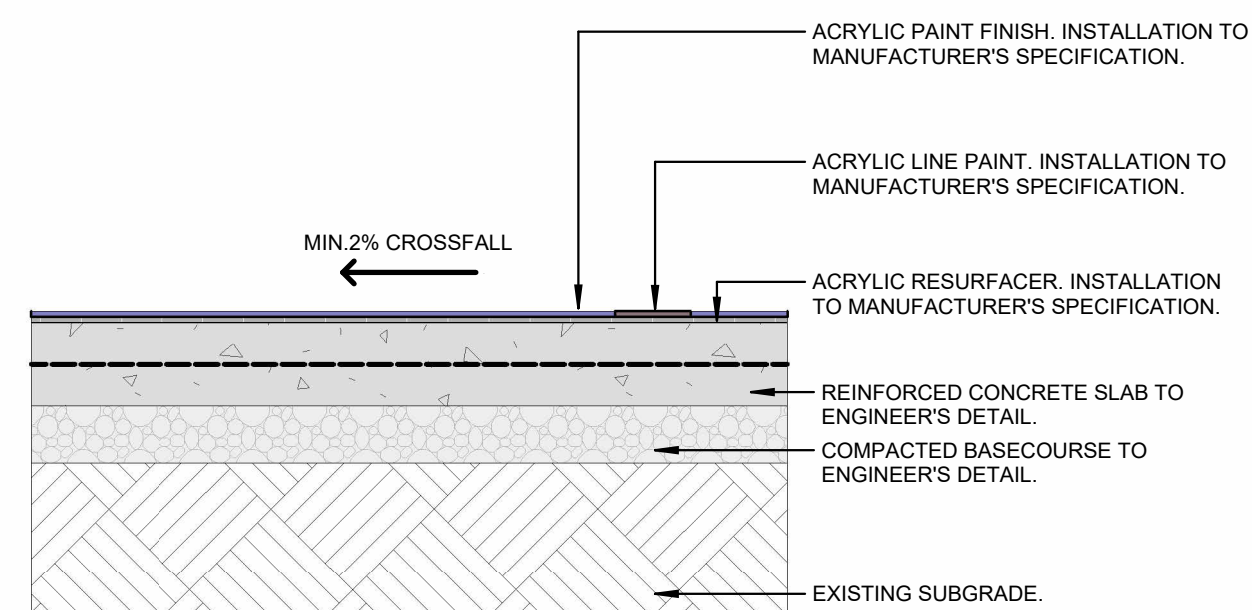 ACRYLIC PAINT FINISH. INSTALLATION TO
MANUFACTURER'S SPECIFICATION.
ACRYLIC LINE PAINT. INSTALLATION TO
MANUFACTURER'S SPECIFICATION.
MIN.2% CROSSFALL
ACRYLIC RESURFACER. INSTALLATION
TO MANUFACTURER'S SPECIFICATION.
REINFORCED CONCRETE SLAB TO
ENGINEER'S DETAIL.
COMPACTED BASECOURSE TO
ENGINEER'S DETAIL.
EXISTING SUBGRADE.